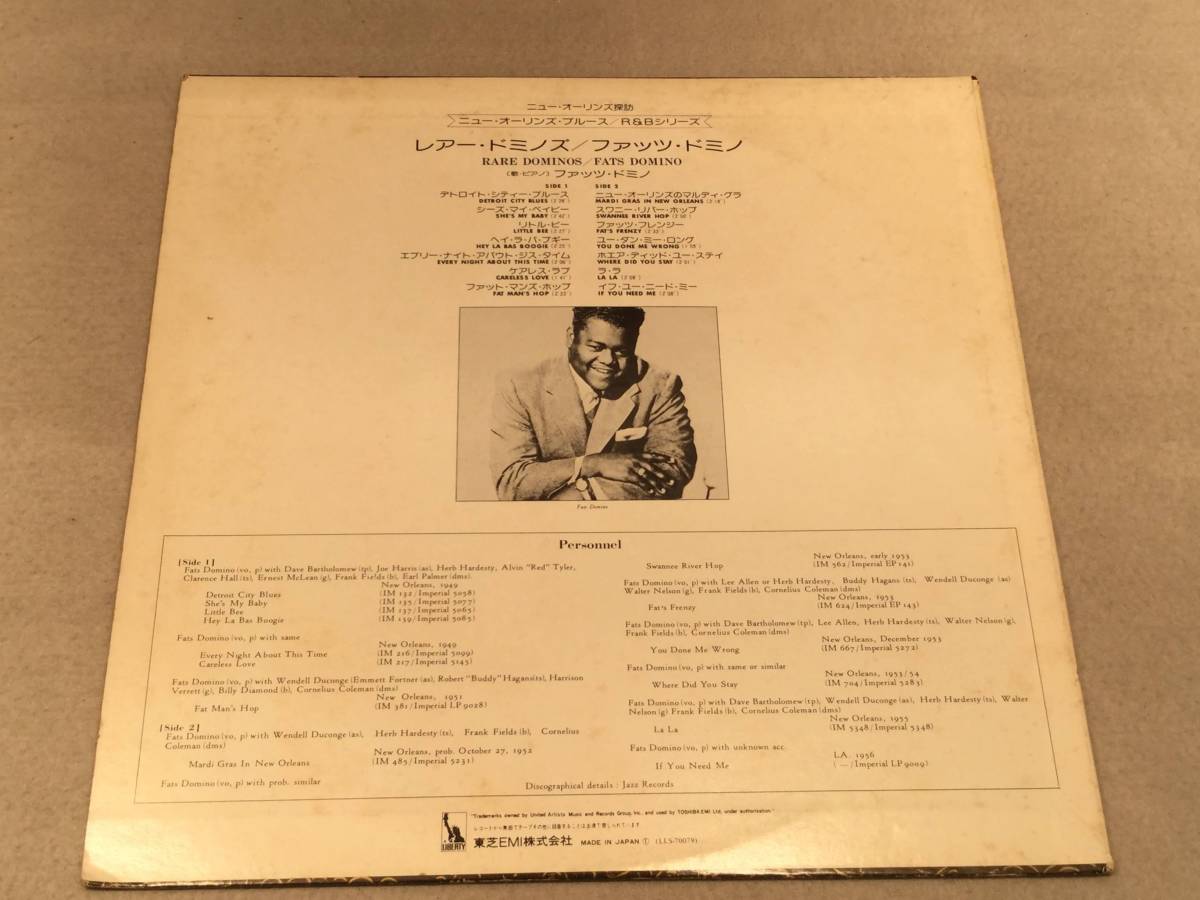 ニュー・オーリンズ探訪
ニュー・オーリンズ・ブルース/R&Bシリーズ
レアー・ドミノズ/ファッツ・ドミノ
RARE DOMINOS/FATS DOMINO
(歌・ピアノ) ファッツ・ドミノ
SIDE 1
デトロイト・シティー・ブルース
DETROIT CITY BLUES
シーズ・マイ・ベイビー
SHE'S MY BABY
リトル・ビー
LITTLE BEE
ヘイ・ラ・バ・ブギー
HEY LA BAS BOOGIE
エブリー・ナイト・アバウト・ジス・タイム
EVERY NIGHT ABOUT THIS TIME
ケアレス・ラブ
CARELESS LOVE
ファット・マンズ・ホップ
FAT MAN'S HOP
SIDE 2
ニュー・オーリンズのマルディ・グラ
MARDI GRAS IN NEW ORLEANS
スワニー・リバー・ホップ
SWANNEE RIVER HOP
ファッツ・フレンジー
FAT'S FRENZY
ユー・ダン・ミー・ロング
YOU DONE ME WRONG
ホエア・ディッド・ユー・ステイ
WHERE DID YOU STAY
ラ・ラ
LA LA
イフ・ユー・ニード・ミー
IF YOU NEED ME
Fats Domino
Personnel
[Side 1]
Fats Domino (vo, p) with Dave Bartholomew (tp), Joe Harris (as), Herb Hardesty, Alvin "Red" Tyler,
Clarence Hall (ts), Ernest McLean (g), Frank Fields (b), Earl Palmer (dms).
New Orleans, 1949
Detroit City Blues (IM 132/Imperial 5058)
She's My Baby (IM 135/Imperial 5077)
Little Bee (IM 137/Imperial 5065)
Hey La Bas Boogie (IM 139/Imperial 5085)
Fats Domino (vo, p) with same
New Orleans, 1949
Every Night About This Time (IM 216/Imperial 5099)
Careless Love (IM 217/Imperial 5145)
Fats Domino (vo, p) with Wendell Duconge (Emmett Fortner (as), Robert "Buddy" Hagans(ts), Harrison
Verrett (g), Billy Diamond (b), Cornelius Coleman (dms)
New Orleans, 1951
Fat Man's Hop (IM 381/Imperial LP 9028)
[Side 2]
Fats Domino (vo, p) with Wendell Duconge (as), Herb Hardesty (ts), Frank Fields (b), Cornelius
Coleman (dms)
New Orleans, prob. October 27, 1952
Mardi Gras In New Orleans (IM 485/Imperial 5231)
Fats Domino (vo, p) with prob. similar
New Orleans, early 1953
Swannee River Hop (IM 562/Imperial EP 141)
Fats Domino (vo, p) with Lee Allen or Herb Hardesty, Buddy Hagans (ts), Wendell Duconge (as)
Walter Nelson (g), Frank Fields (b), Cornelius Coleman (dms)
New Orleans, 1953
Fat's Frenzy (IM 624/Imperial EP 143)
Fats Domino (vo, p) with Dave Bartholomew (tp), Lee Allen, Herb Hardesty (ts), Walter Nelson (g),
Frank Fields (b), Cornelius Coleman (dms)
New Orleans, December 1953
You Done Me Wrong (IM 667/Imperial 5272)
Fats Domino (vo, p) with same or similar
New Orleans, 1953/54
Where Did You Stay (IM 704/Imperial 5283)
Fats Domino (vo, p) with Dave Bartholomew (tp), Wendell Duconge (as), Herb Hardesty (ts), Walter
Nelson (g) Frank Fields (b), Cornelius Coleman (dms)
New Orleans, 1955
La La (IM 5348/Imperial 5348)
Fats Domino (vo, p) with unknown acc.
LA. 1956
If You Need Me (—/Imperial LP 9009)
Discographical details : Jazz Records
"Trademarks owned by United Artists Music and Records Group, Inc. and used by TOSHIBA EMI Ltd. under authorization."
LIBERTY
東芝EMI株式会社 MADE IN JAPAN ① (LLS-70079)